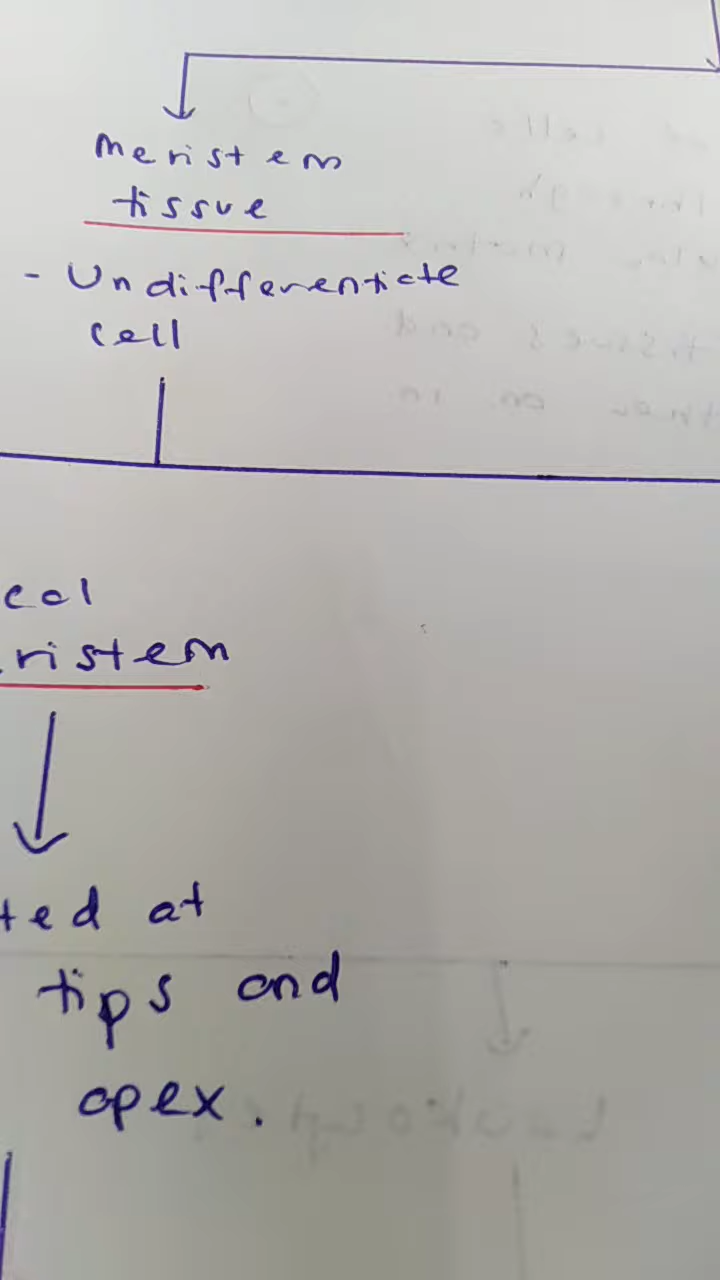 Meristem
tissue
- Undifferenticte
cell
cal
ristem
ted at
tips and
apex.